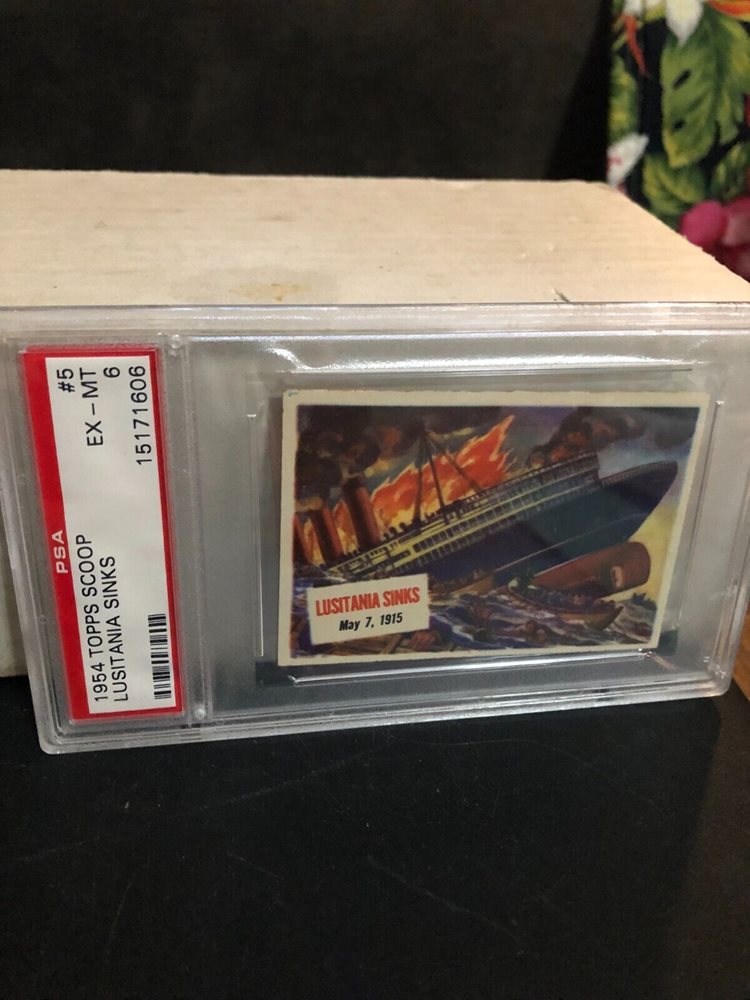 1954 TOPPS SCOOP #5
LUSITANIA SINKS EX – MT
6
PSA 15171606
LUSITANIA SINKS
May 7, 1915